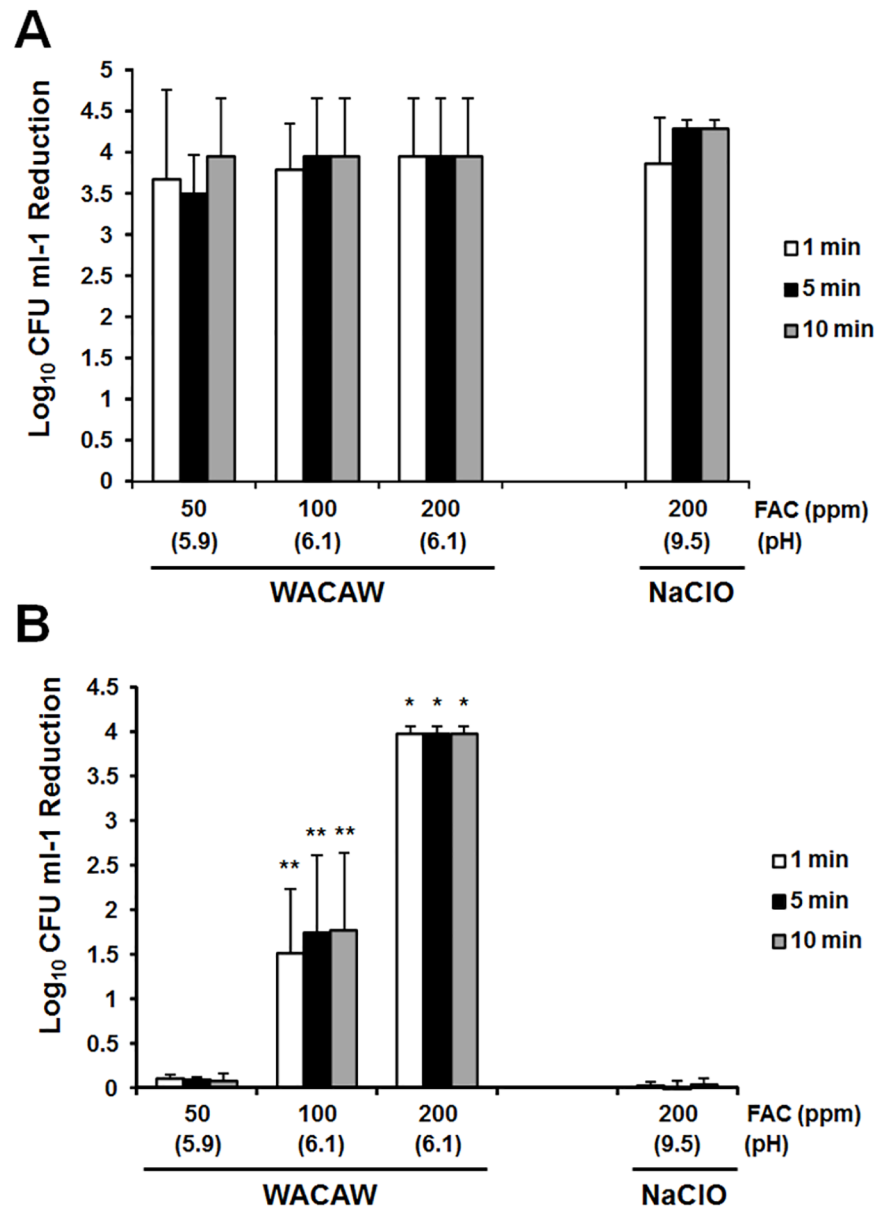 A
Log10 CFU ml-1 Reduction
5
4.5
4
3.5
3
2.5
2
1.5
1
0.5
0
1 min
5 min
10 min
50 100 200 200 FAC (ppm)
(5.9) (6.1) (6.1) (9.5) (pH)
WACAW NaClO
B
Log10 CFU ml-1 Reduction
4.5
4
3.5
3
2.5
2
1.5
1
0.5
0
* * *
** ** **
1 min
5 min
10 min
50 100 200 200 FAC (ppm)
(5.9) (6.1) (6.1) (9.5) (pH)
WACAW NaClO